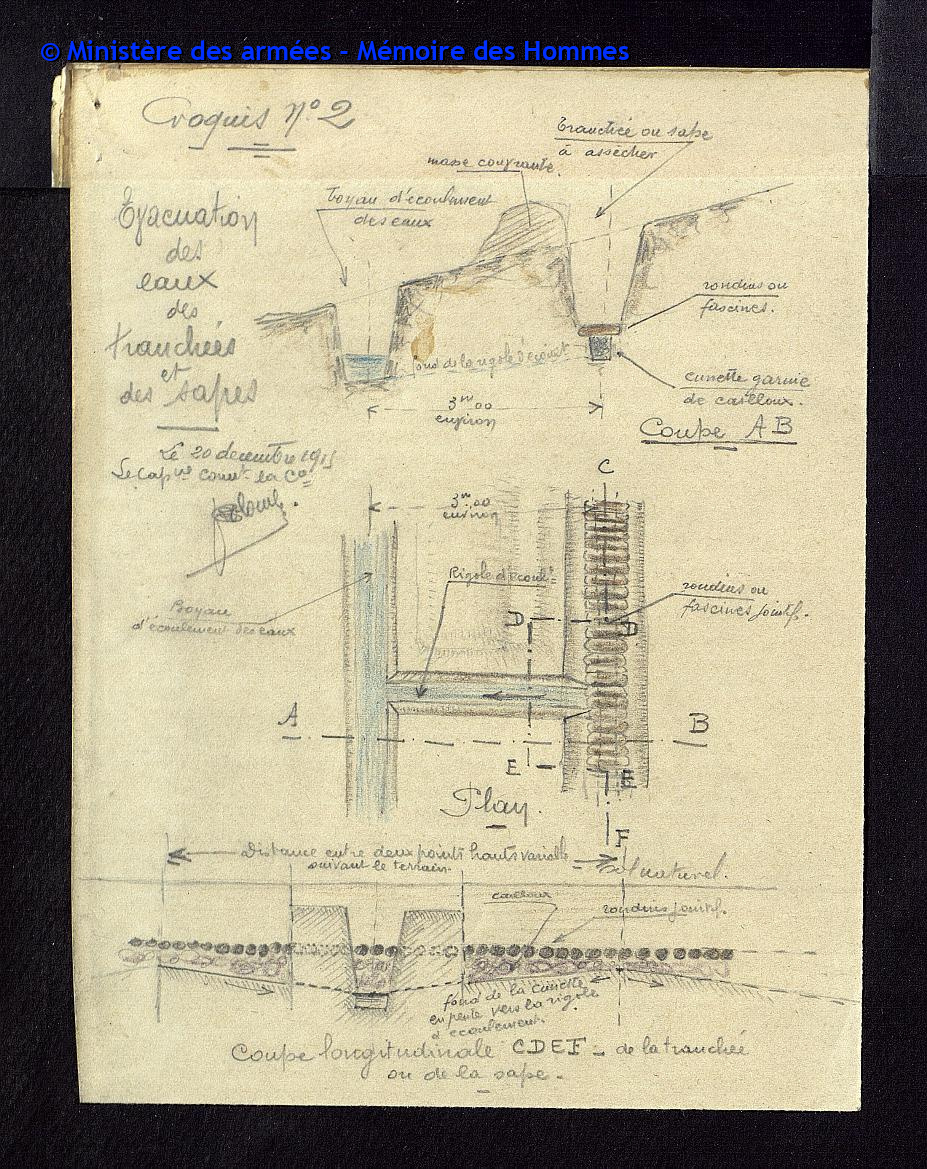 © Ministère des armées - Mémoire des Hommes
Croquis N° 2
Evacuation
des
eaux
des
tranchées
et
des sapes
Le 20 decembre 1915
Le Cap ne comt la Cie
Boyau d'écoulement
des eaux
masse couvrante.
Tranchée ou sape
à assécher
rondins ou
fascines.
cunette garnie
de cailloux.
fond de la rigole d'écoult
3m00
environ
Coupe AB
C
3m00
environ
Rigole d'écoult
rondins ou
fascines jointifs.
Boyau
d'écoulement des eaux
D
D
A
B
E
E
F
Plan.
Distance entre deux points hauts variable
suivant le terrain.
Sol naturel.
cailloux
rondins jointifs.
fond de la cunette
en pente vers la rigole
d'écoulement.
Coupe longitudinale CDEF - de la tranchée
ou de la sape -